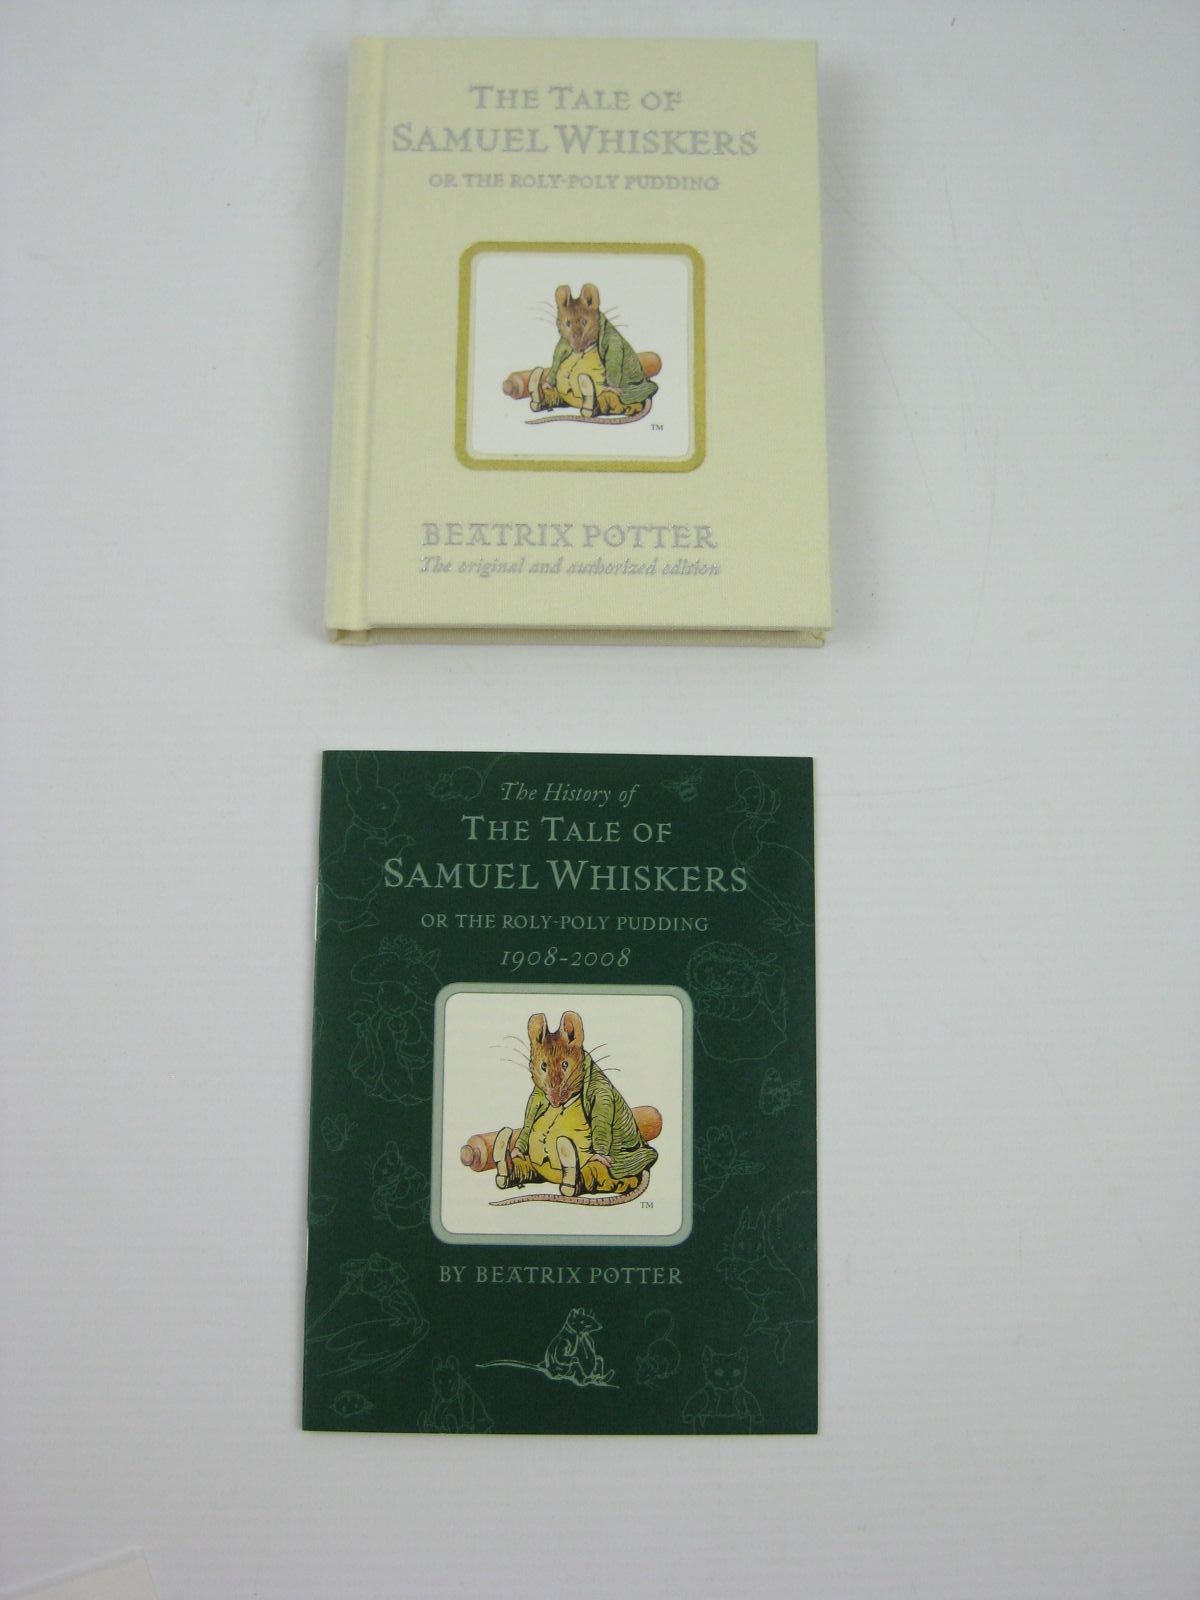 THE TALE OF
SAMUEL WHISKERS
OR THE ROLY-POLY PUDDING
TM
BEATRIX POTTER
The original and authorized edition
The History of
THE TALE OF
SAMUEL WHISKERS
OR THE ROLY-POLY PUDDING
1908-2008
TM
BY BEATRIX POTTER